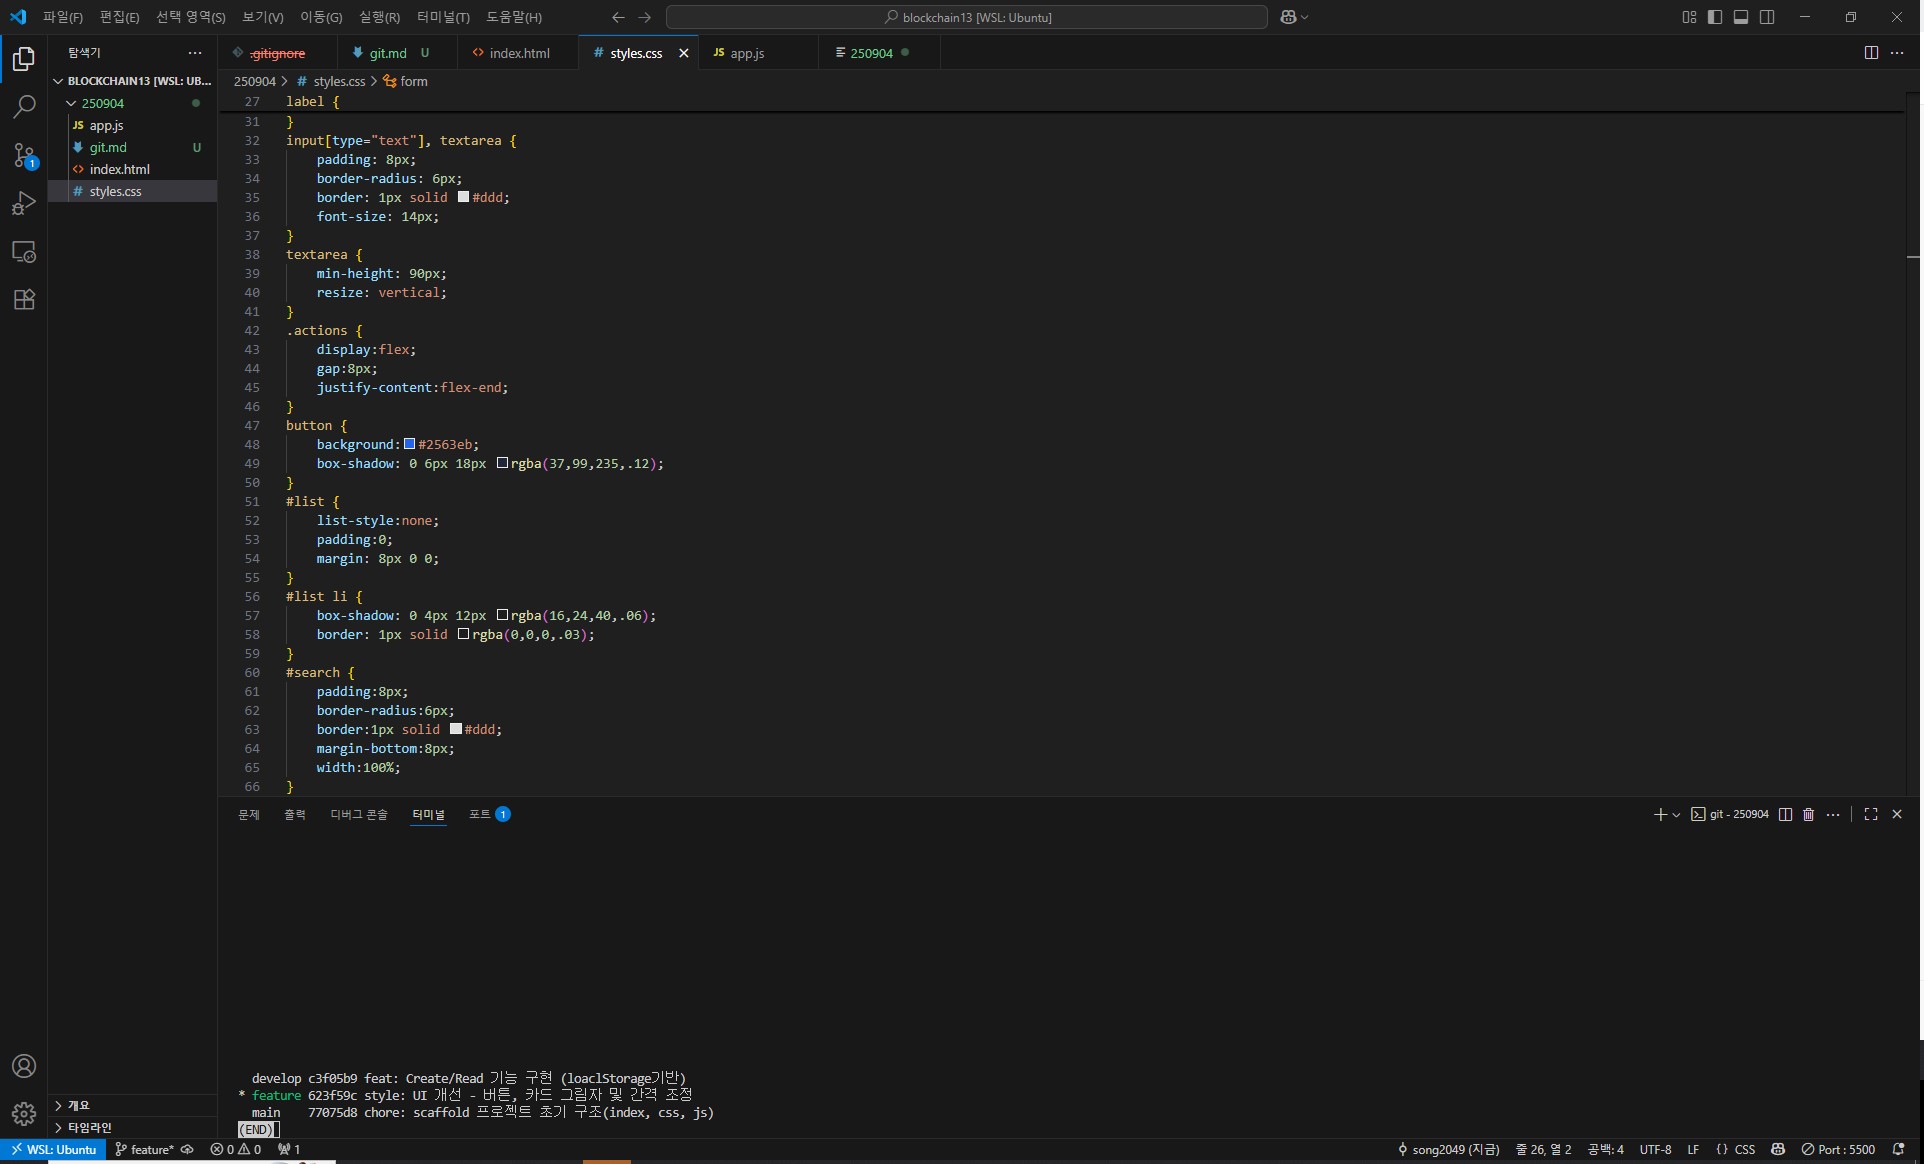 파일(F) 편집(E) 선택 영역(S) 보기(V) 이동(G) 실행(R) 터미널(T) 도움말(H) blockchain13 [WSL: Ubuntu]
탐색기
BLOCKCHAIN13 [WSL: UB...
250904
JS app.js
git.md U
index.html
# styles.css
개요
타임라인
.gitignore git.md U index.html # styles.css JS app.js 250904
250904 > # styles.css > form
27 label {
31 }
32 input[type="text"], textarea {
33 padding: 8px;
34 border-radius: 6px;
35 border: 1px solid #ddd;
36 font-size: 14px;
37 }
38 textarea {
39 min-height: 90px;
40 resize: vertical;
41 }
42 .actions {
43 display:flex;
44 gap:8px;
45 justify-content:flex-end;
46 }
47 button {
48 background:#2563eb;
49 box-shadow: 0 6px 18px rgba(37,99,235,.12);
50 }
51 #list {
52 list-style:none;
53 padding:0;
54 margin: 8px 0 0;
55 }
56 #list li {
57 box-shadow: 0 4px 12px rgba(16,24,40,.06);
58 border: 1px solid rgba(0,0,0,.03);
59 }
60 #search {
61 padding:8px;
62 border-radius:6px;
63 border:1px solid #ddd;
64 margin-bottom:8px;
65 width:100%;
66 }
문제 출력 디버그 콘솔 터미널 포트 1 git - 250904
develop c3f05b9 feat: Create/Read 기능 구현 (loaclStorage기반)
* feature 623f59c style: UI 개선 - 버튼, 카드 그림자 및 간격 조정
main 77075d8 chore: scaffold 프로젝트 초기 구조(index, css, js)
(END)
WSL: Ubuntu feature* 0 0 1 song2049 (지금) 줄 26, 열 2 공백: 4 UTF-8 LF {} CSS Port : 5500